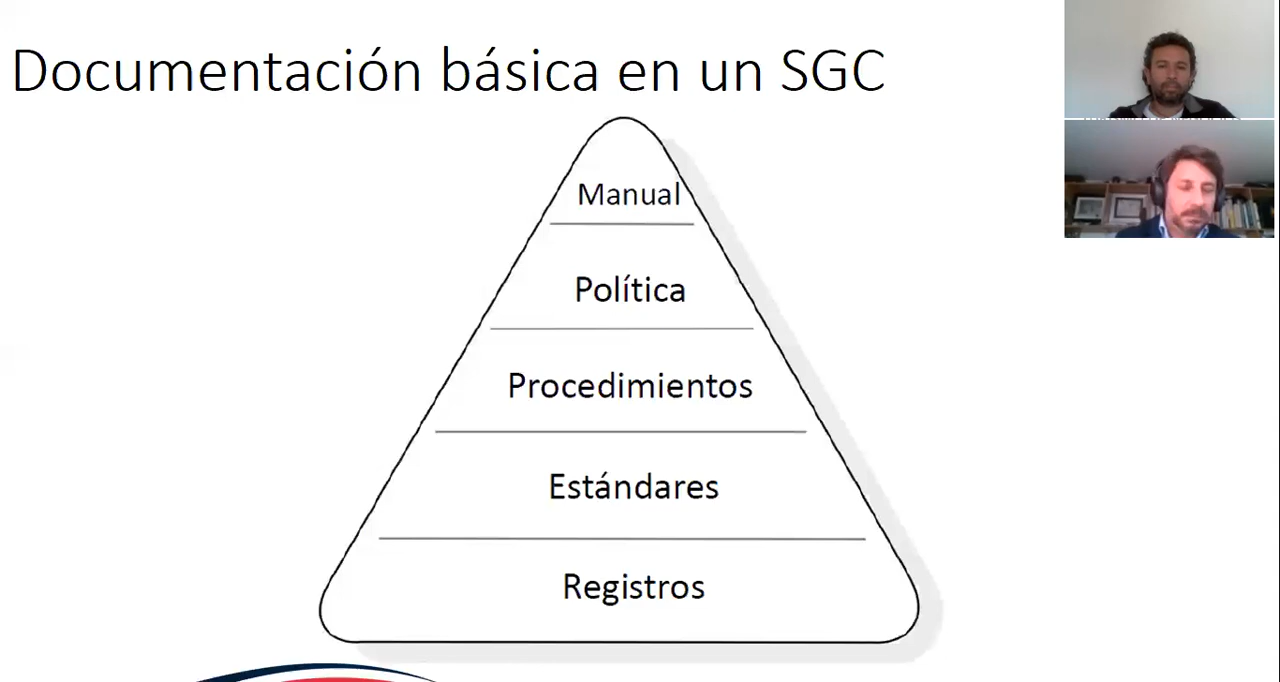 Documentación básica en un SGC
Manual
Política
Procedimientos
Estándares
Registros